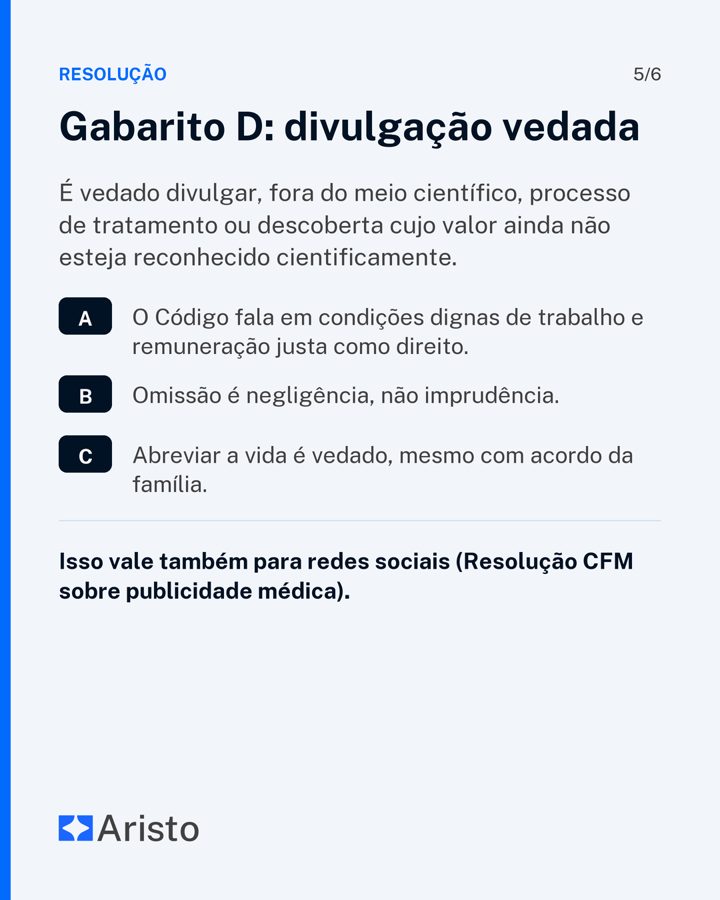 RESOLUÇÃO
5/6
Gabarito D: divulgação vedada
É vedado divulgar, fora do meio científico, processo
de tratamento ou descoberta cujo valor ainda não
esteja reconhecido cientificamente.
A O Código fala em condições dignas de trabalho e
remuneração justa como direito.
B Omissão é negligência, não imprudência.
C Abreviar a vida é vedado, mesmo com acordo da
família.
Isso vale também para redes sociais (Resolução CFM
sobre publicidade médica).
Aristo